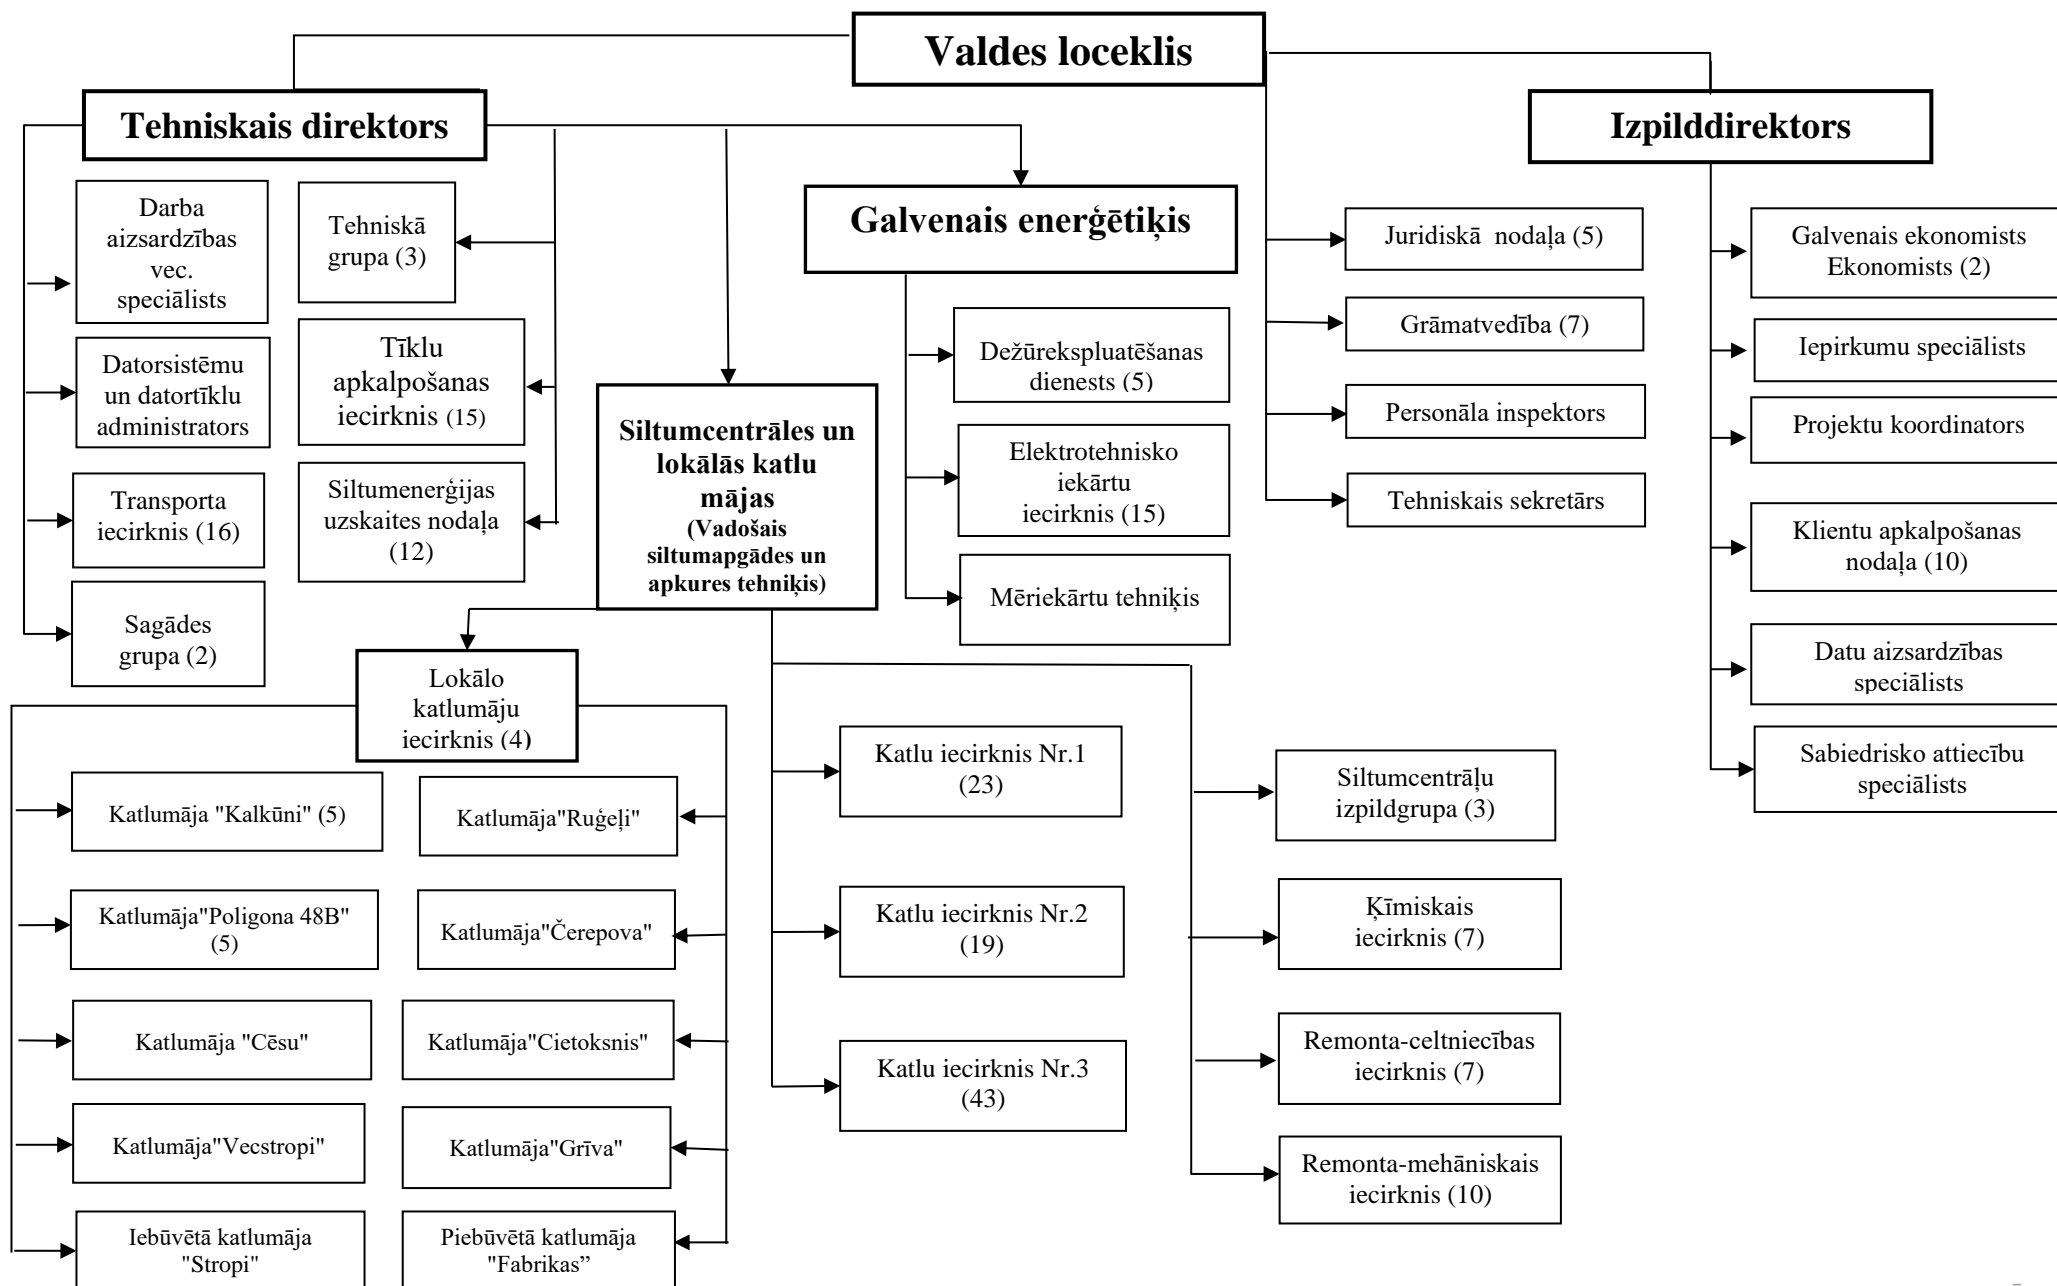 Valdes loceklis
Tehniskais direktors
Izpilddirektors
Galvenais enerģētiķis
Darba
aizsardzības
vec.
speciālists
Datorsistēmu
un datortīklu
administrators
Transporta
iecirknis (16)
Sagādes
grupa (2)
Tehniskā
grupa (3)
Tīklu
apkalpošanas
iecirknis (15)
Siltumenerģijas
uzskaites nodaļa
(12)
Siltumcentrāles un
lokālās katlu
mājas
(Vadošais
siltumapgādes un
apkures tehniķis)
Dežūrekspluatēšanas
dienests (5)
Elektrotehnisko
iekārtu
iecirknis (15)
Mēriekārtu tehniķis
Juridiskā  nodaļa (5)
Grāmatvedība (7)
Personāla inspektors
Tehniskais sekretārs
Galvenais ekonomists
Ekonomists (2)
Iepirkumu speciālists
Projektu koordinators
Klientu apkalpošanas
nodaļa (10)
Datu aizsardzības
speciālists
Sabiedrisko attiecību
speciālists
Lokālo
katlumāju
iecirknis (4)
Katlumāja "Kalkūni" (5)
Katlumāja"Poligona 48B"
(5)
Katlumāja "Cēsu"
Katlumāja"Vecstropi"
Iebūvētā katlumāja
"Stropi"
Katlumāja"Ruģeļi"
Katlumāja"Čerepova"
Katlumāja"Cietoksnis"
Katlumāja"Grīva"
Piebūvētā katlumāja
"Fabrikas”
Katlu iecirknis Nr.1
(23)
Katlu iecirknis Nr.2
(19)
Katlu iecirknis Nr.3
(43)
Siltumcentrāļu
izpildgrupa (3)
Ķīmiskais
iecirknis (7)
Remonta-celtniecības
iecirknis (7)
Remonta-mehāniskais
iecirknis (10)